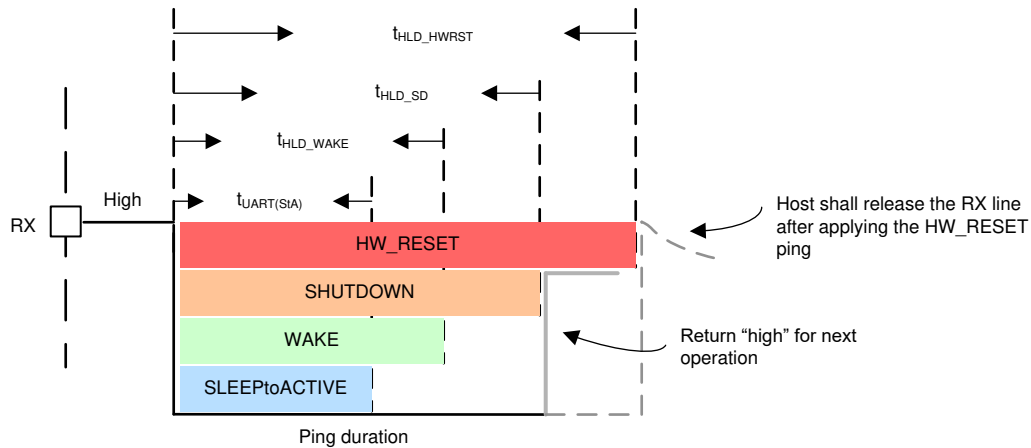 tHLD_HWRST
tHLD_SD
tHLD_WAKE
tUART(StA)
High
RX
HW_RESET
SHUTDOWN
WAKE
SLEEPtoACTIVE
Ping duration
Host shall release the RX line
after applying the HW_RESET
ping
Return “high” for next
operation